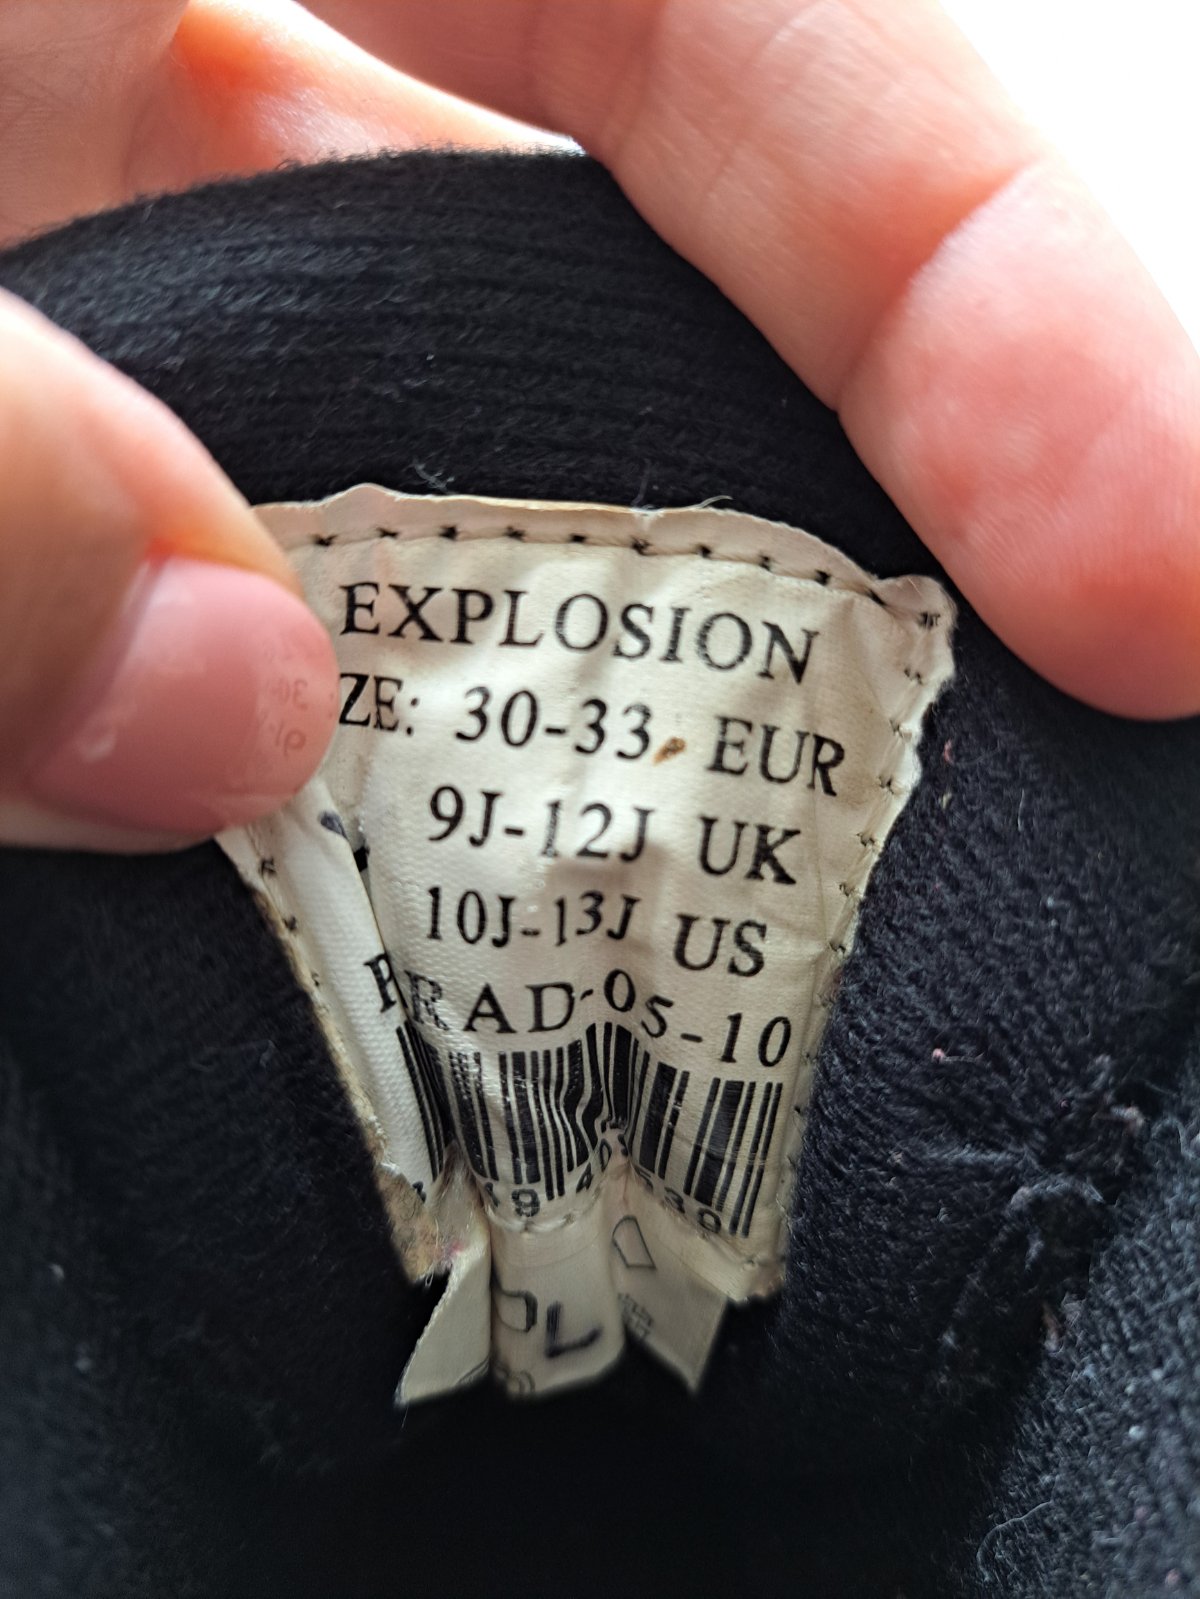 EXPLOSION
ZE: 30-33 EUR
9J-12J UK
10J-13J US
RAD-05-10